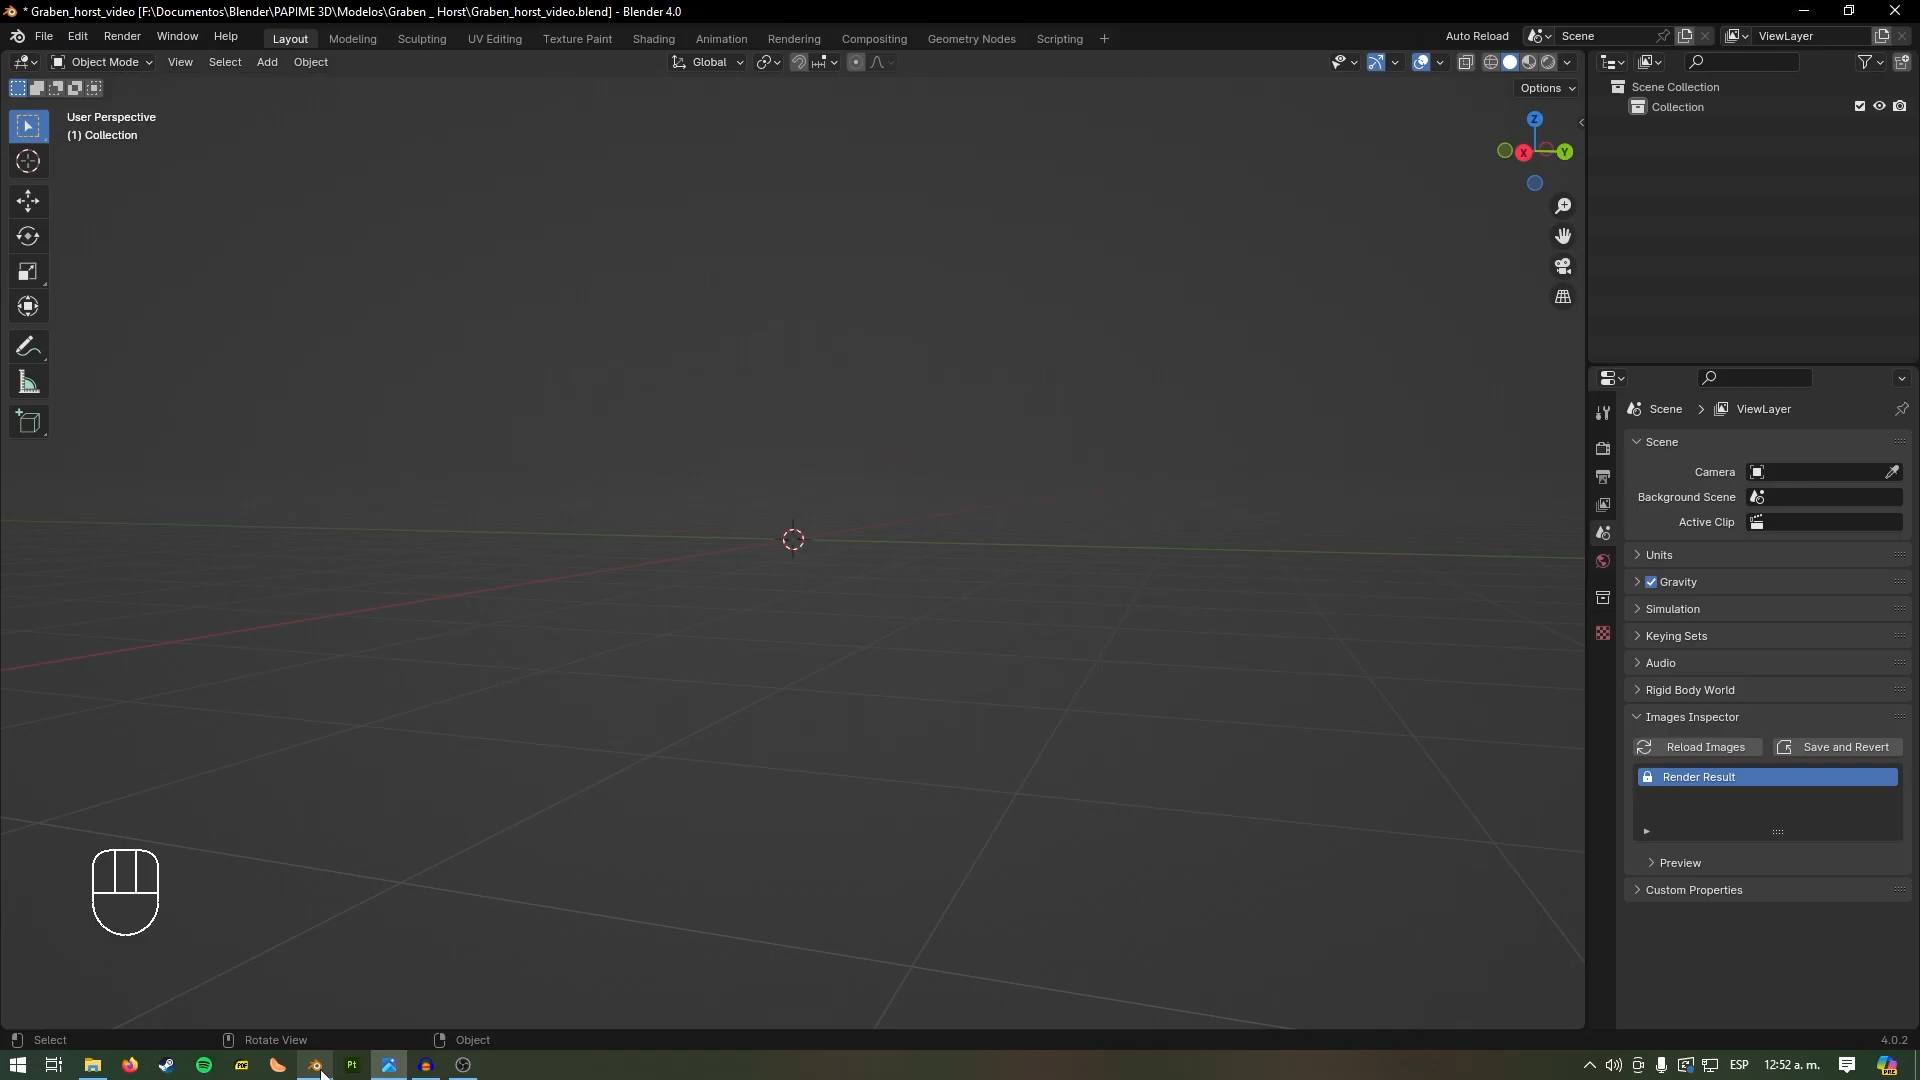 * Graben_horst_video [F:\Documentos\Blender\PAPIME 3D\Modelos\Graben _ Horst\Graben_horst_video.blend] - Blender 4.0
File Edit Render Window Help Layout Modeling Sculpting UV Editing Texture Paint Shading Animation Rendering Compositing Geometry Nodes Scripting + Auto Reload Scene ViewLayer
Object Mode View Select Add Object Global
Options
User Perspective
(1) Collection
Z
X
Y
Scene Collection
Collection
Scene > ViewLayer
Scene
Camera
Background Scene
Active Clip
Units
Gravity
Simulation
Keying Sets
Audio
Rigid Body World
Images Inspector
Reload Images Save and Revert
Render Result
Preview
Custom Properties
Select Rotate View Object 4.0.2
PDF Pt ESP 12:52 a. m. PRE